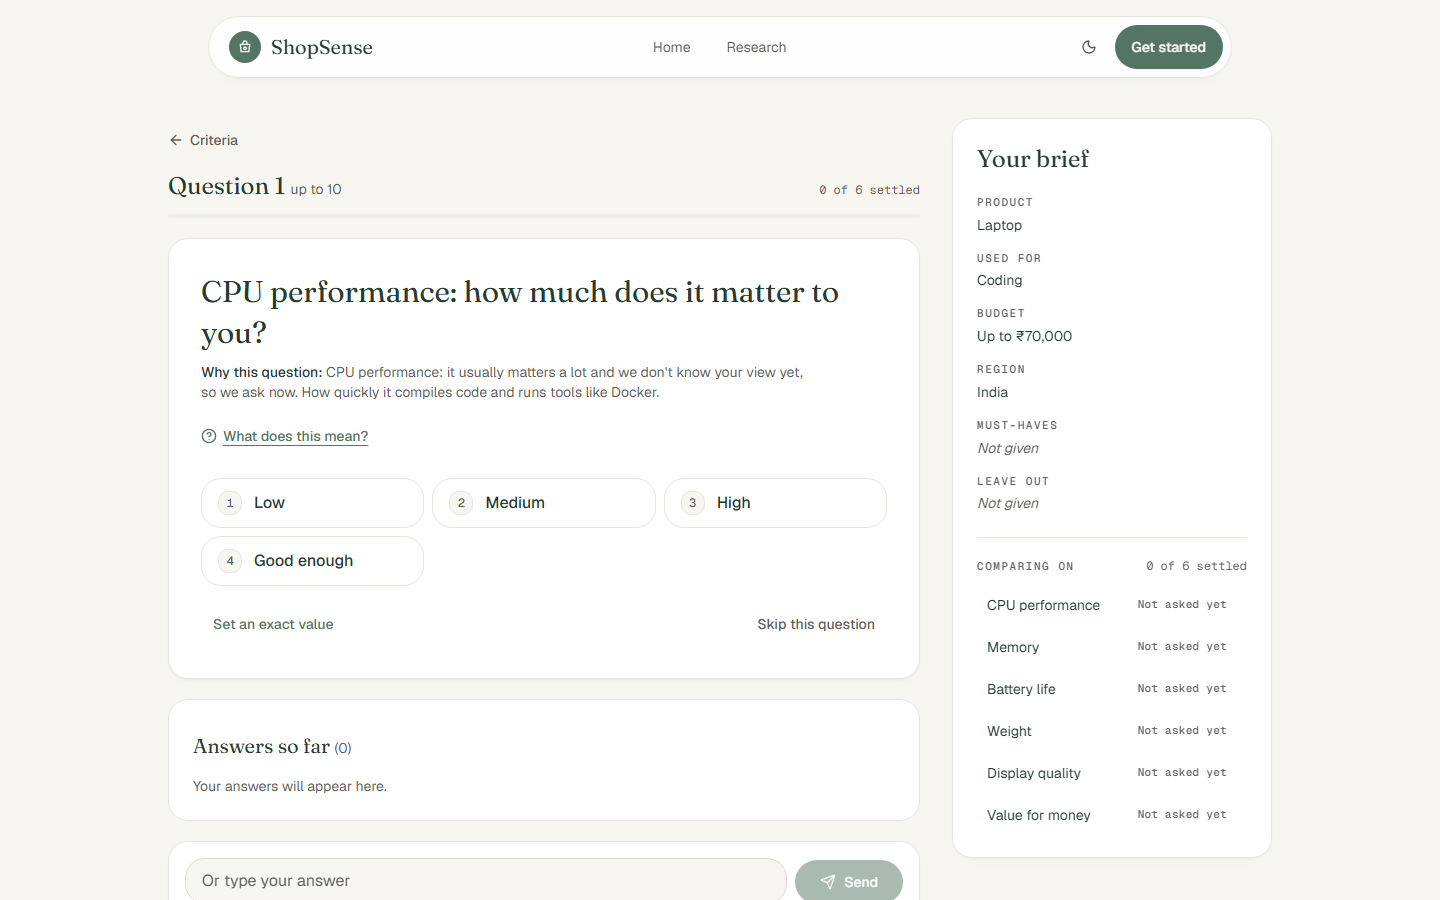 ShopSense
Home
Research
Get started
Criteria
Question 1 up to 10
0 of 6 settled
CPU performance: how much does it matter to
you?
Why this question: CPU performance: it usually matters a lot and we don't know your view yet,
so we ask now. How quickly it compiles code and runs tools like Docker.
What does this mean?
1 Low
2 Medium
3 High
4 Good enough
Set an exact value
Skip this question
Answers so far (0)
Your answers will appear here.
Or type your answer
Send
Your brief
PRODUCT
Laptop
USED FOR
Coding
BUDGET
Up to ₹70,000
REGION
India
MUST-HAVES
Not given
LEAVE OUT
Not given
COMPARING ON
0 of 6 settled
CPU performance Not asked yet
Memory Not asked yet
Battery life Not asked yet
Weight Not asked yet
Display quality Not asked yet
Value for money Not asked yet